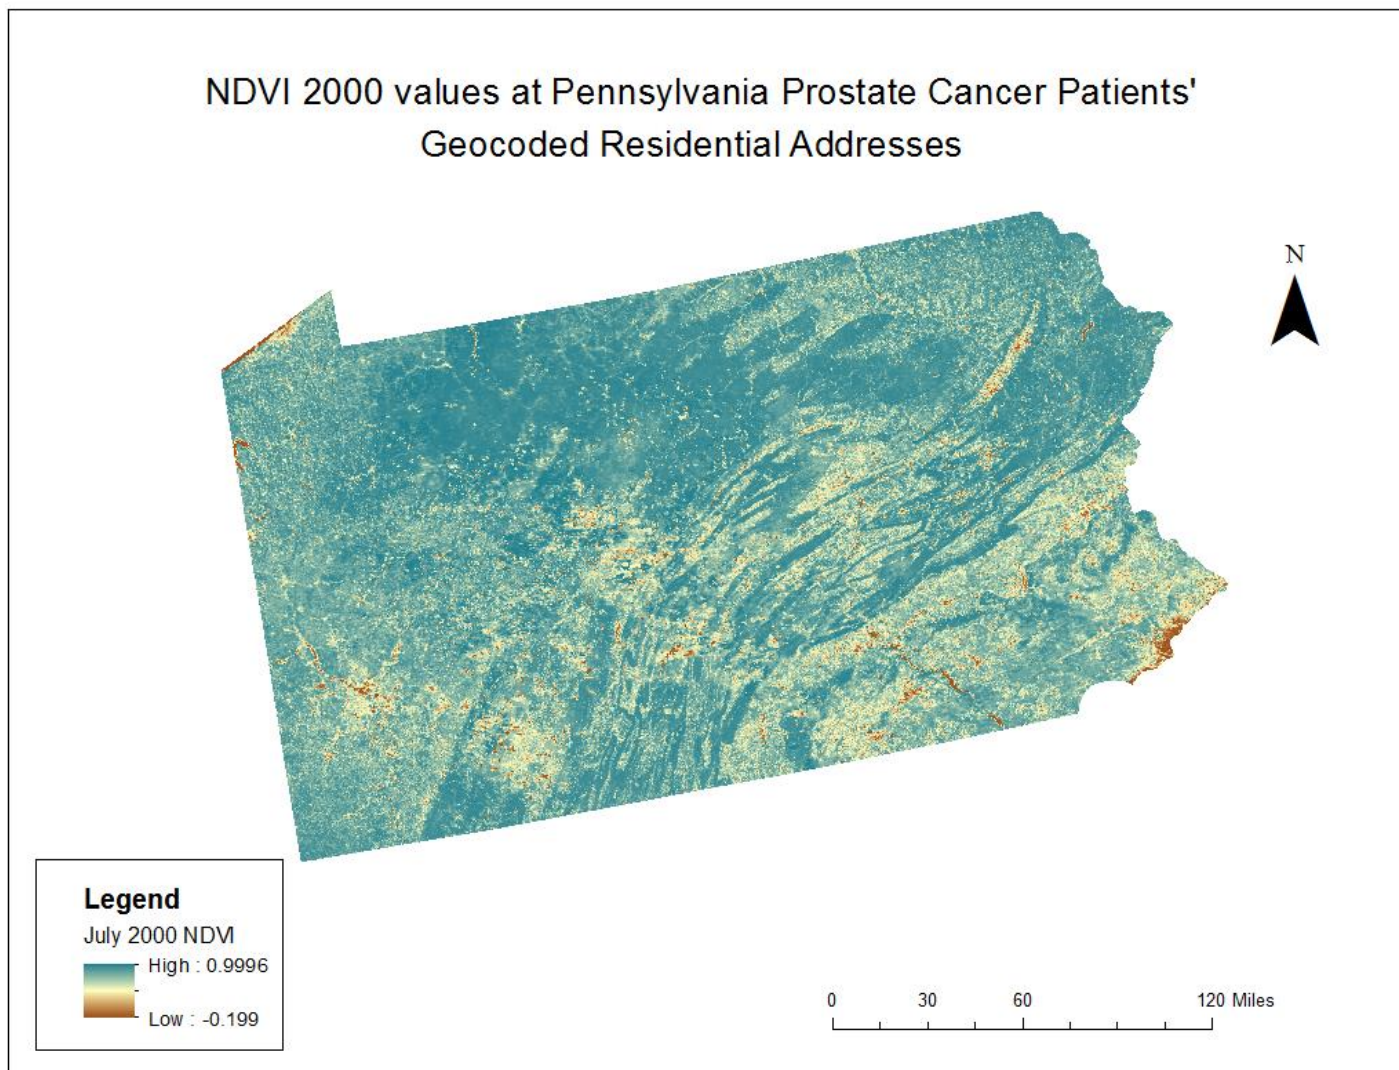 NDVI 2000 values at Pennsylvania Prostate Cancer Patients'
Geocoded Residential Addresses
N
Legend
July 2000 NDVI
High : 0.9996
Low : -0.199
0 30 60 120 Miles